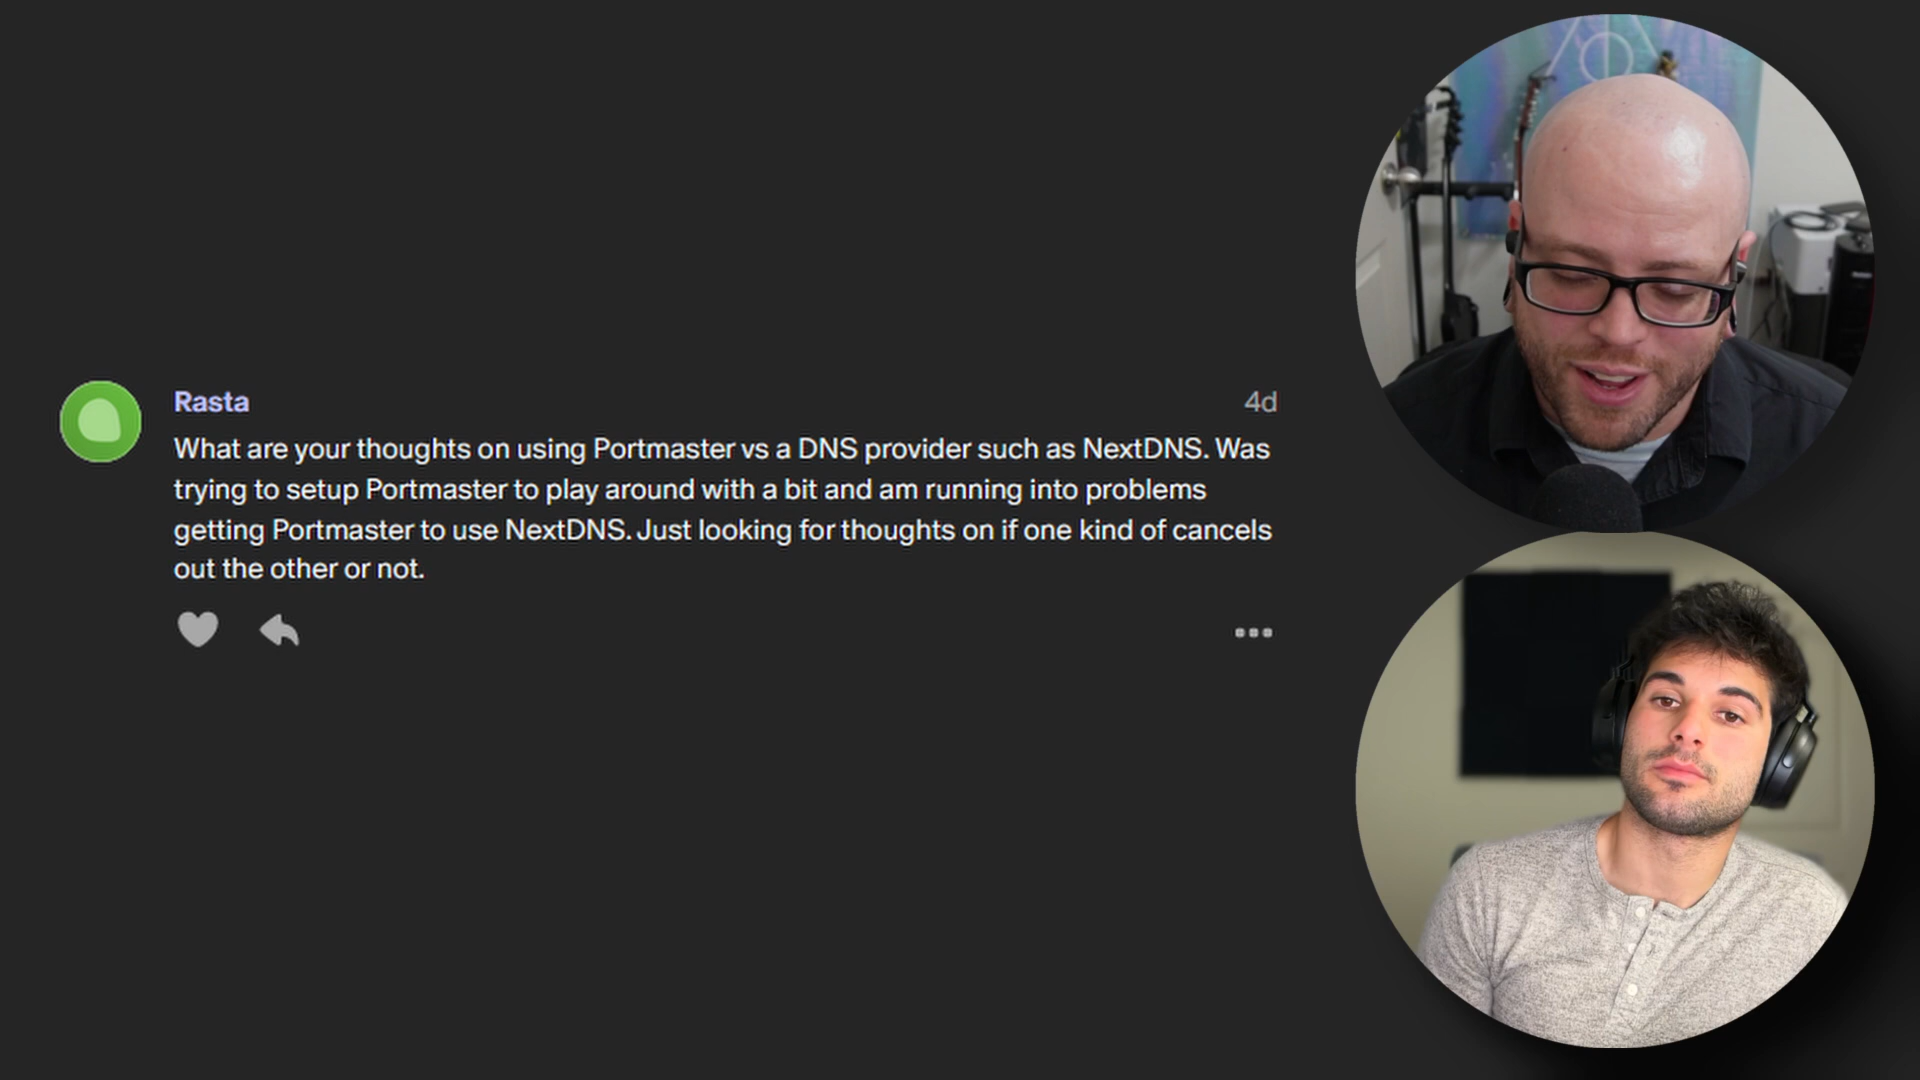 Rasta 4d
What are your thoughts on using Portmaster vs a DNS provider such as NextDNS. Was
trying to setup Portmaster to play around with a bit and am running into problems
getting Portmaster to use NextDNS. Just looking for thoughts on if one kind of cancels
out the other or not.